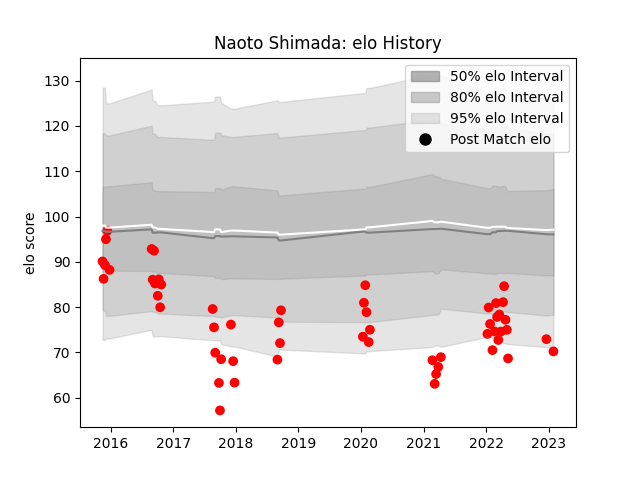 Naoto Shimada: elo History
elo score
130
120
110
100
90
80
70
60
50% elo Interval
80% elo Interval
95% elo Interval
Post Match elo
2016 2017 2018 2019 2020 2021 2022 2023